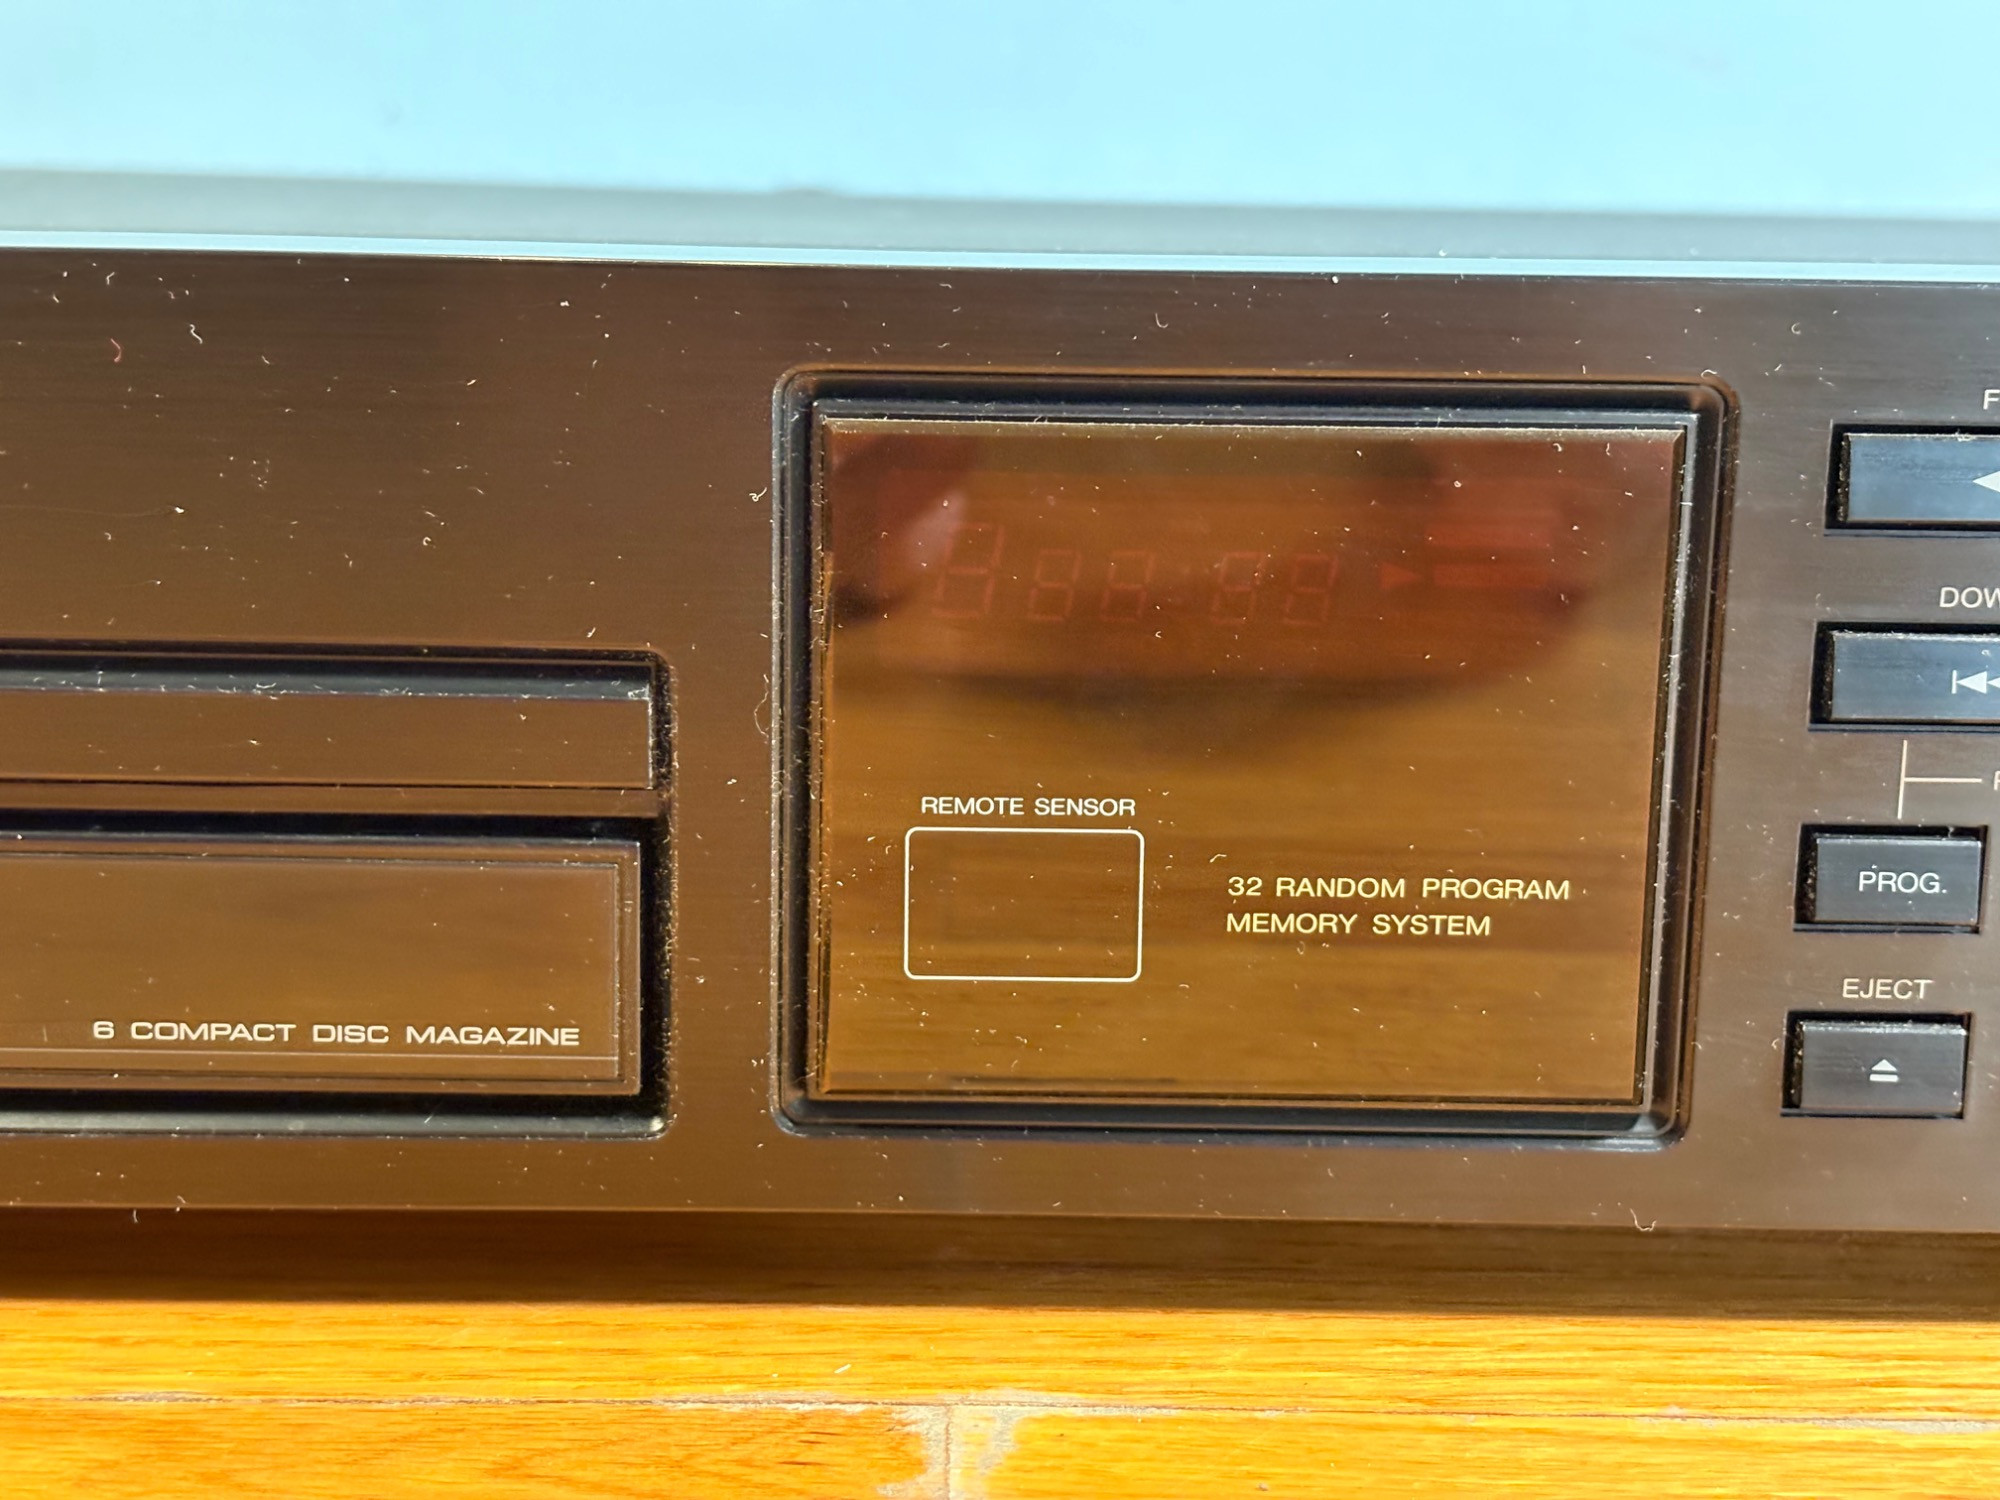 REMOTE SENSOR
32 RANDOM PROGRAM
MEMORY SYSTEM
6 COMPACT DISC MAGAZINE
PROG.
EJECT